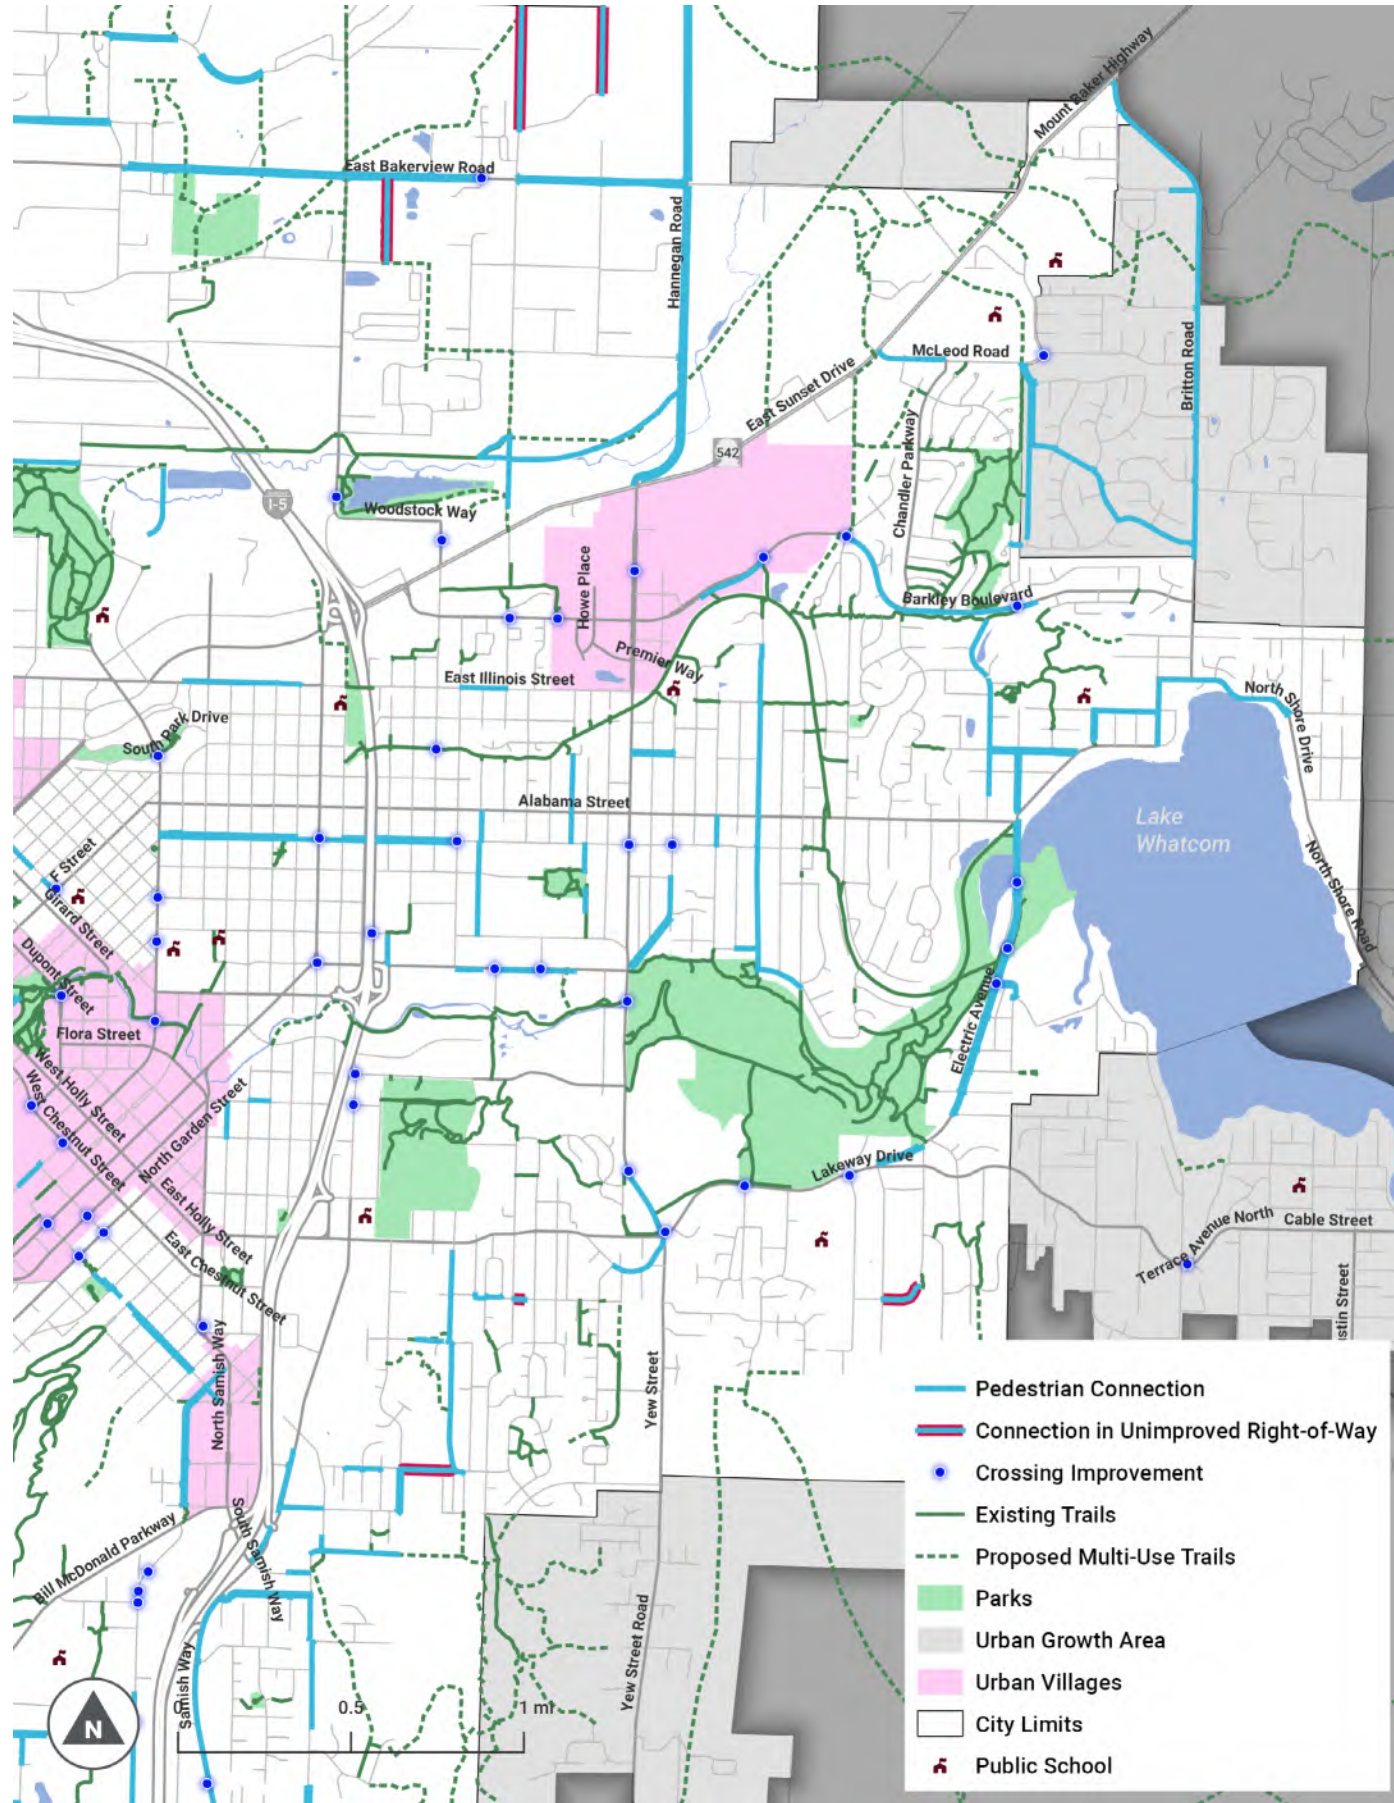 Mount Baker Highway
East Bakerview Road
Hannegan Road
McLeod Road
Britton Road
East Sunset Drive
542
Chandler Parkway
I-5
Woodstock Way
Howe Place
Barkley Boulevard
Premier Way
East Illinois Street
North Shore Drive
South Park Drive
Alabama Street
Lake
Whatcom
F Street
Girard Street
North Shore Road
Dupont Street
Flora Street
Electric Avenue
West Holly Street
West Chestnut Street
North Garden Street
Lakeway Drive
East Holly Street
Cable Street
Terrace Avenue North
East Chestnut Street
ustin Street
North Samish Way
Yew Street
Pedestrian Connection
Connection in Unimproved Right-of-Way
Crossing Improvement
Existing Trails
Proposed Multi-Use Trails
Parks
Urban Growth Area
Urban Villages
City Limits
Public School
South Samish Way
Bill McDonald Parkway
Yew Street Road
Samish Way
N
0
0.5
1 mi